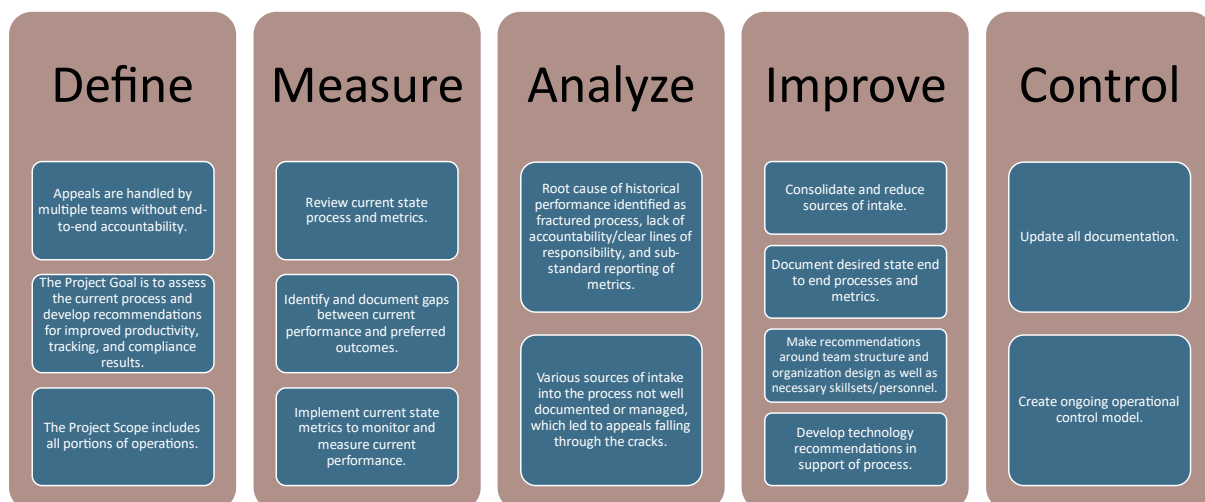 Define
Appeals are handled by
multiple teams without end-
to-end accountability.
The Project Goal is to assess
the current process and
develop recommendations
for improved productivity,
tracking, and compliance
results.
The Project Scope includes
all portions of operations.
Measure
Review current state
process and metrics.
Identify and document gaps
between current
performance and preferred
outcomes.
Implement current state
metrics to monitor and
measure current
performance.
Analyze
Root cause of historical
performance identified as
fractured process, lack of
accountability/clear lines of
responsibility, and sub-
standard reporting of
metrics.
Various sources of intake
into the process not well
documented or managed,
which led to appeals falling
through the cracks.
Improve
Consolidate and reduce
sources of intake.
Document desired state end
to end processes and
metrics.
Make recommendations
around team structure and
organization design as well as
necessary skillsets/personnel.
Develop technology
recommendations in
support of process.
Control
Update all documentation.
Create ongoing operational
control model.